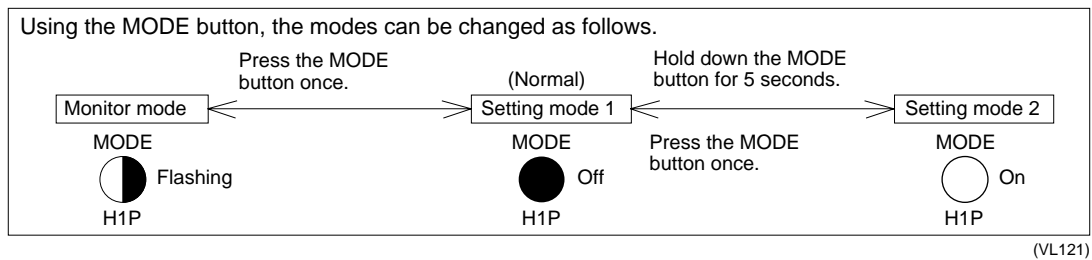 Using the MODE button, the modes can be changed as follows.
Press the MODE
button once.
(Normal)
Hold down the MODE
button for 5 seconds.
Monitor mode
Setting mode 1
Setting mode 2
Press the MODE
button once.
MODE
Flashing
H1P
MODE
Off
H1P
MODE
On
H1P
(VL121)